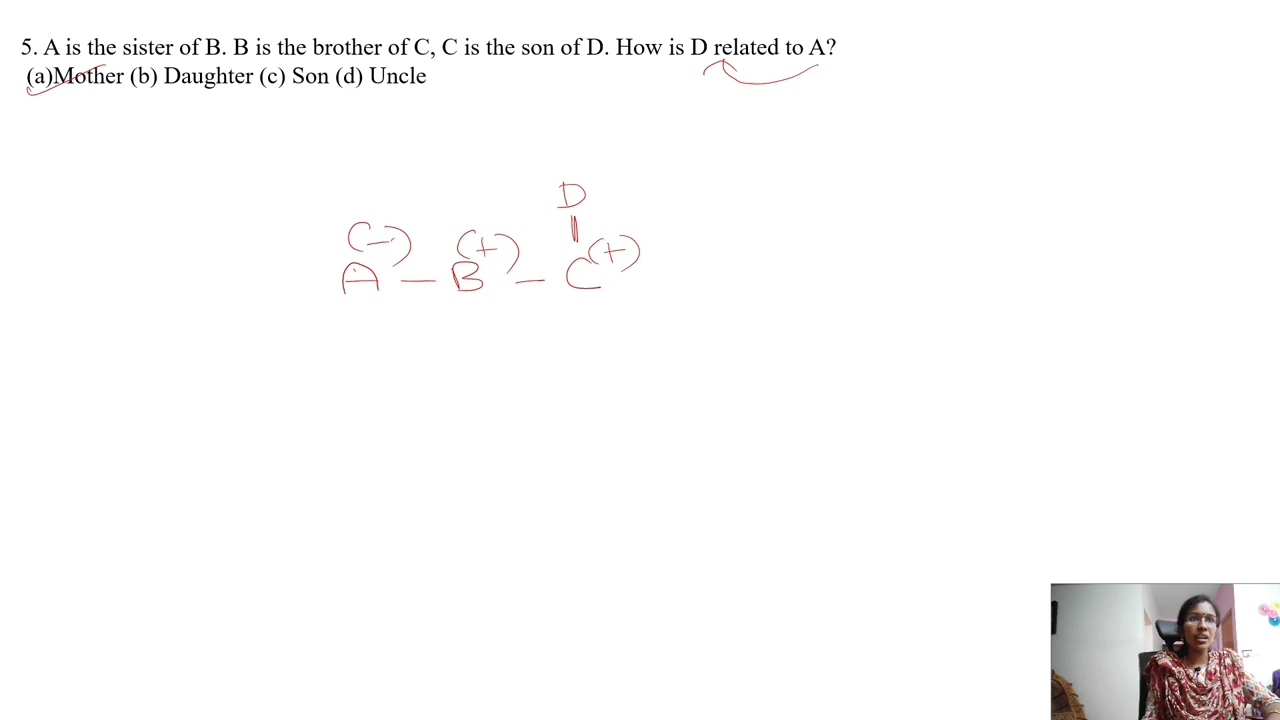 5. A is the sister of B. B is the brother of C, C is the son of D. How is D related to A?
(a)Mother (b) Daughter (c) Son (d) Uncle
D
(-) (+) (+)
A - B - C